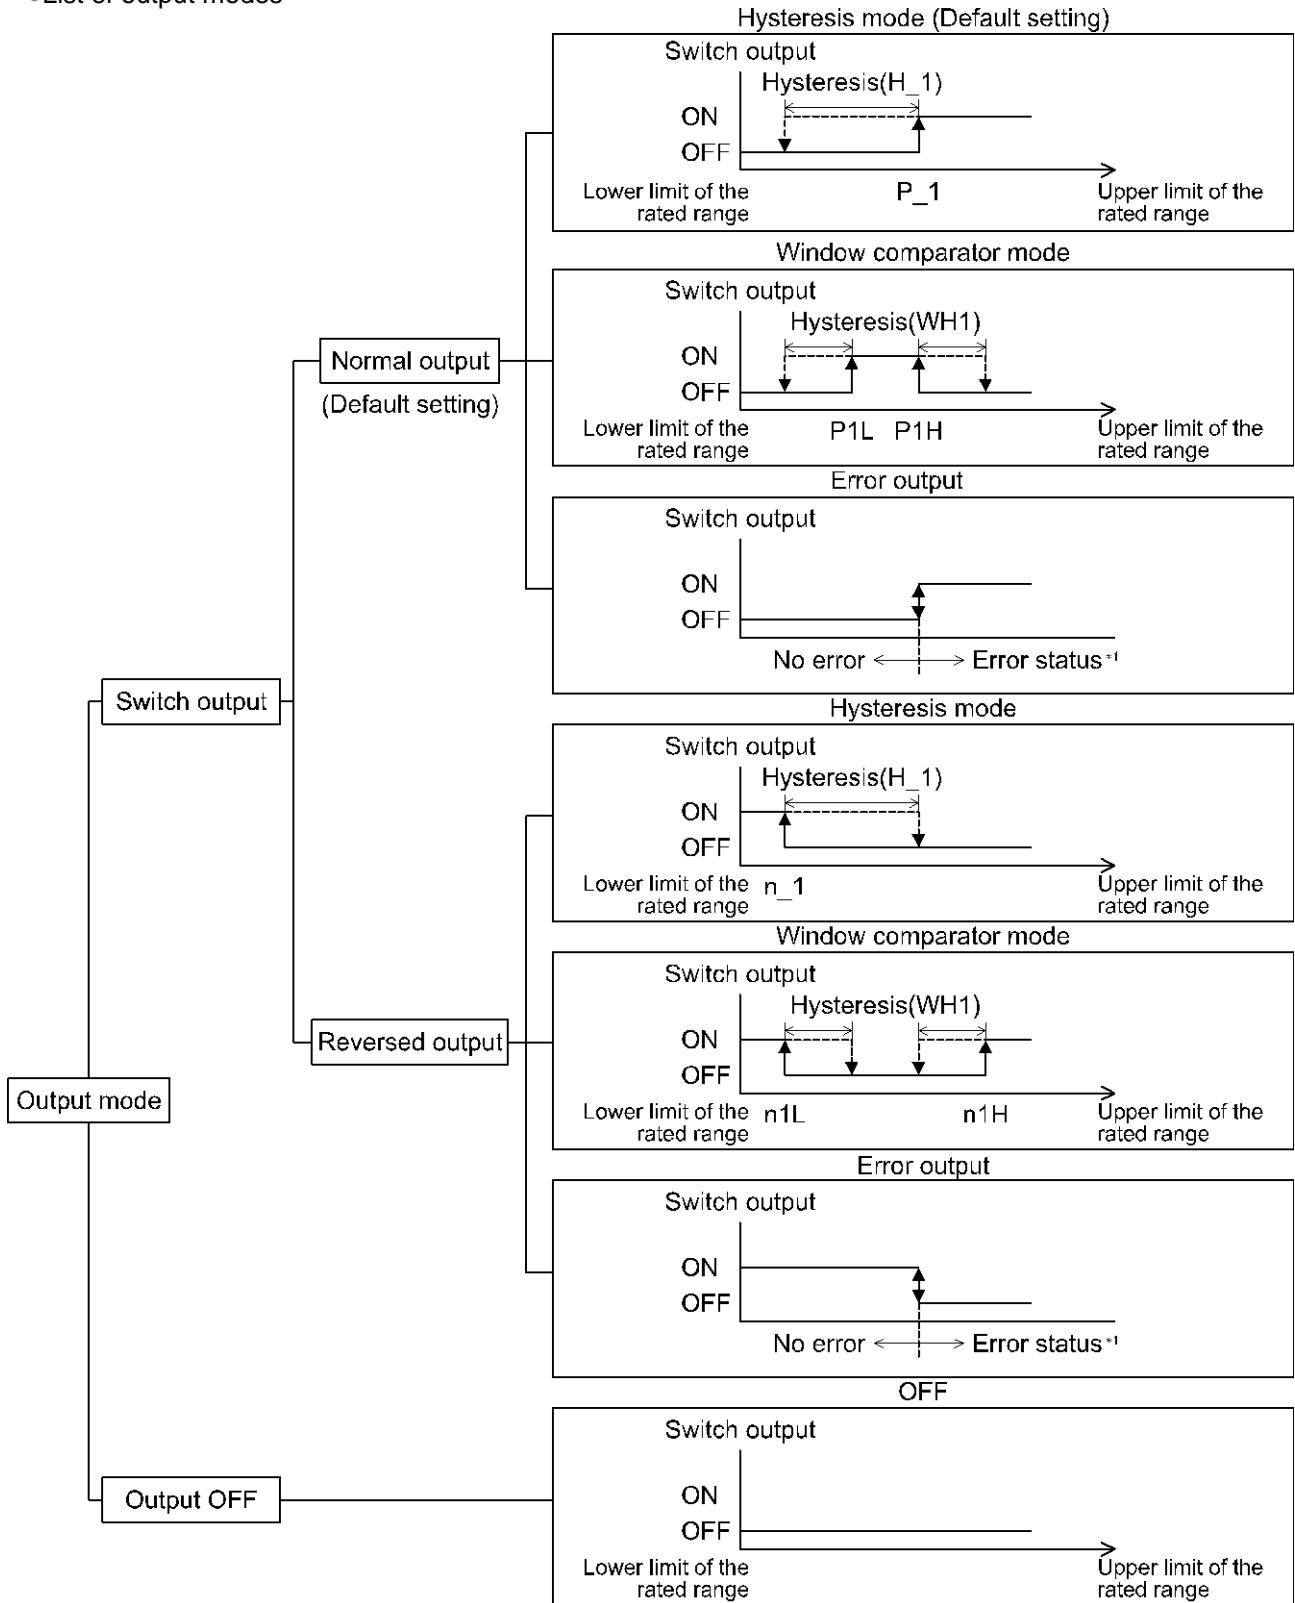 List of output modes
Hysteresis mode (Default setting)
Switch output
Hysteresis(H_1)
ON
OFF
Lower limit of the
rated range
P_1
Upper limit of the
rated range
Window comparator mode
Switch output
Hysteresis(WH1)
ON
OFF
Lower limit of the
rated range
P1L P1H
Upper limit of the
rated range
Normal output
(Default setting)
Error output
Switch output
ON
OFF
No error
Error status*1
Switch output
Hysteresis mode
Switch output
Hysteresis(H_1)
ON
OFF
Lower limit of the
rated range
n_1
Upper limit of the
rated range
Window comparator mode
Switch output
Hysteresis(WH1)
ON
OFF
Lower limit of the
rated range
n1L n1H
Upper limit of the
rated range
Reversed output
Output mode
Error output
Switch output
ON
OFF
No error
Error status*1
OFF
Switch output
ON
OFF
Lower limit of the
rated range
Upper limit of the
rated range
Output OFF